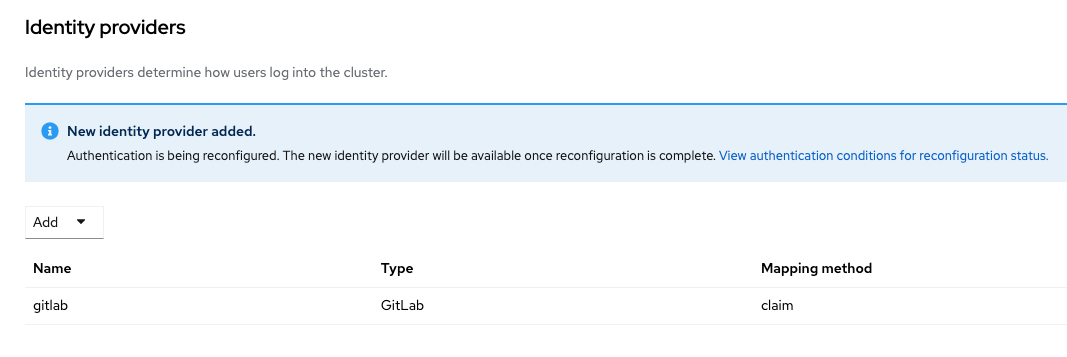 Identity providers
Identity providers determine how users log into the cluster.
New identity provider added.
Authentication is being reconfigured. The new identity provider will be available once reconfiguration is complete. View authentication conditions for reconfiguration status.
Add
Name Type Mapping method
gitlab GitLab claim